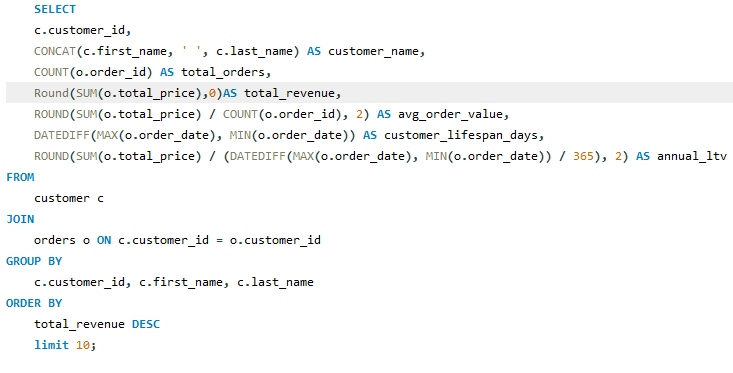 SELECT
c.customer_id,
CONCAT(c.first_name, ' ', c.last_name) AS customer_name,
COUNT(o.order_id) AS total_orders,
Round(SUM(o.total_price),0)AS total_revenue,
ROUND(SUM(o.total_price) / COUNT(o.order_id), 2) AS avg_order_value,
DATEDIFF(MAX(o.order_date), MIN(o.order_date)) AS customer_lifespan_days,
ROUND(SUM(o.total_price) / (DATEDIFF(MAX(o.order_date), MIN(o.order_date)) / 365), 2) AS annual_ltv
FROM
customer c
JOIN
orders o ON c.customer_id = o.customer_id
GROUP BY
c.customer_id, c.first_name, c.last_name
ORDER BY
total_revenue DESC
limit 10;